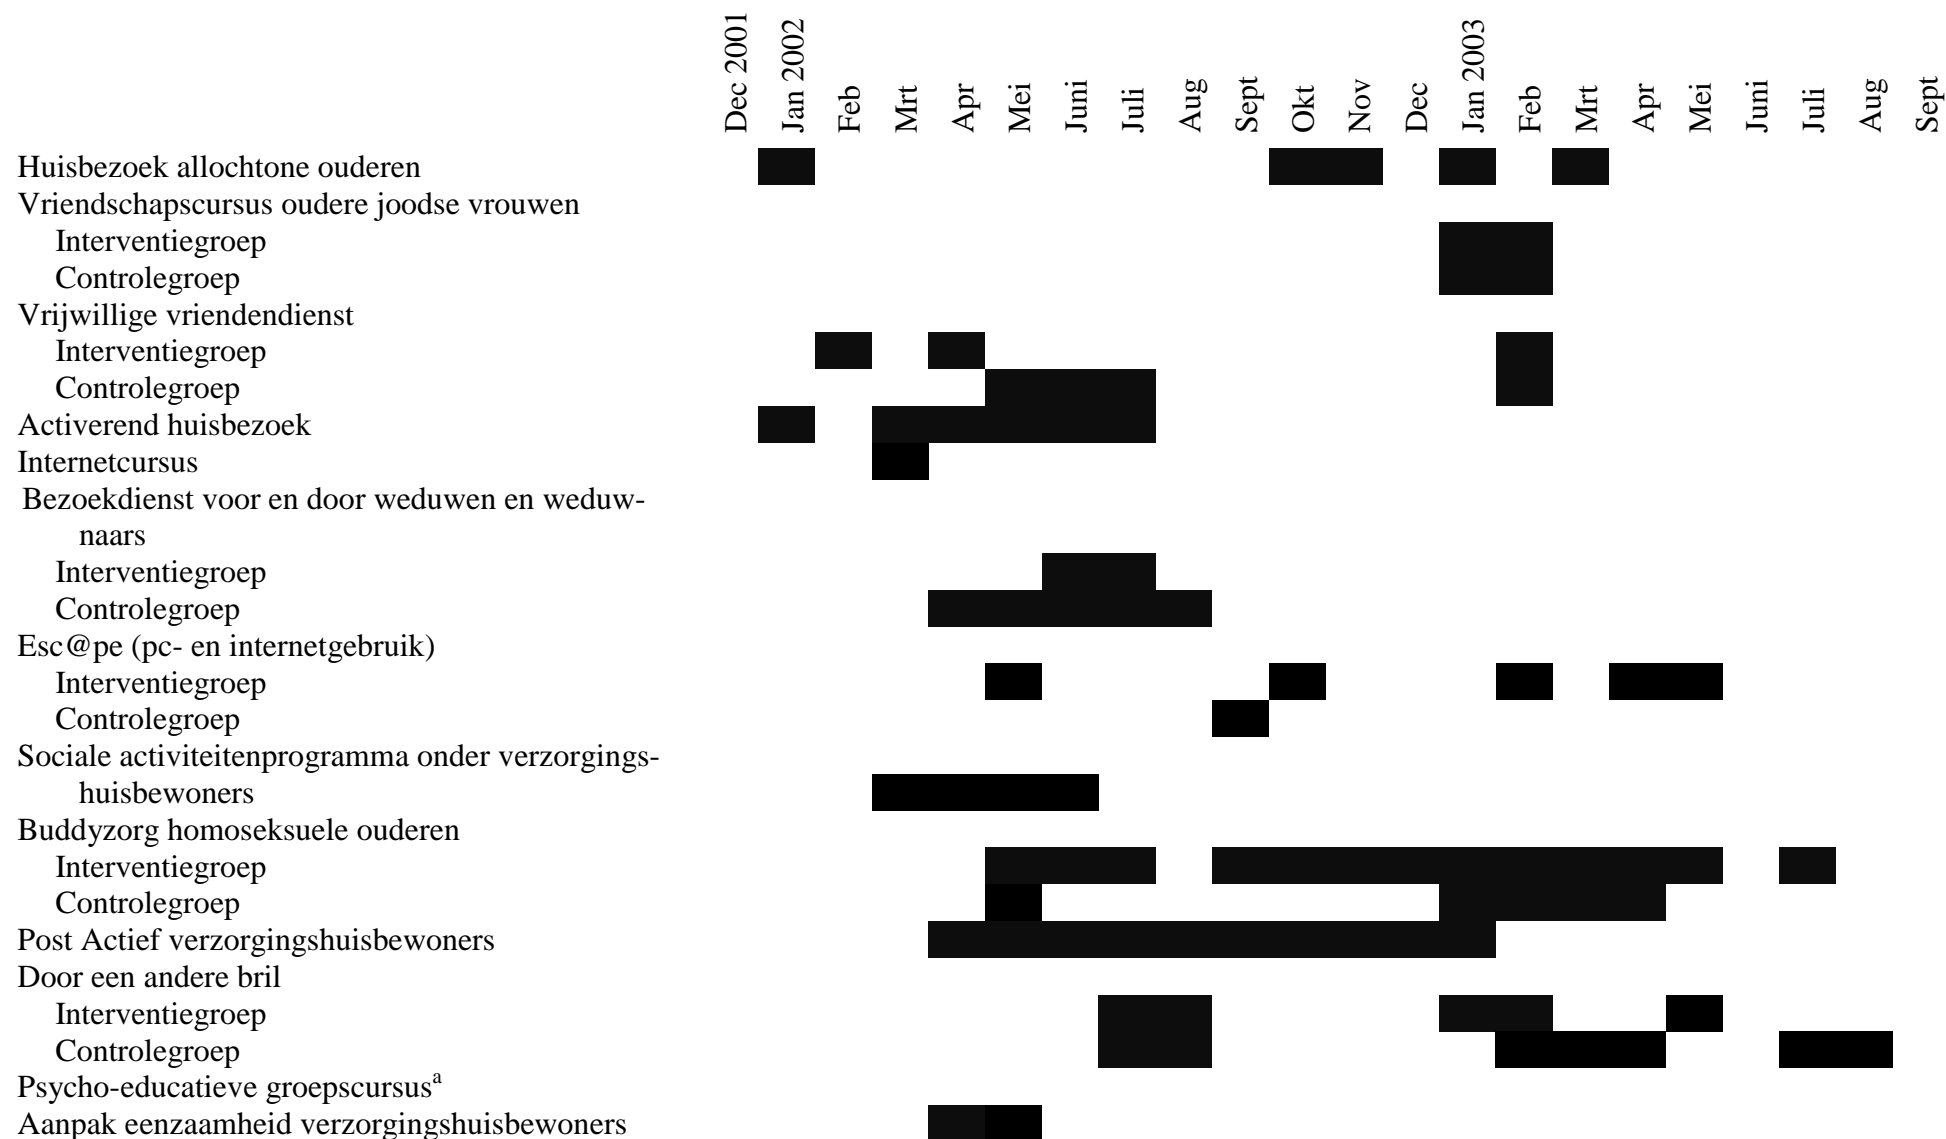 Dec 2001 Jan 2002 Feb Mrt Apr Mei Juni Juli Aug Sept Okt Nov Dec Jan 2003 Feb Mrt Apr Mei Juni Juli Aug Sept
Huisbezoek allochtone ouderen
Vriendschapscursus oudere joodse vrouwen
Interventiegroep
Controlegroep
Vrijwillige vriendendienst
Interventiegroep
Controlegroep
Activerend huisbezoek
Internetcursus
Bezoekdienst voor en door weduwen en weduw-
naars
Interventiegroep
Controlegroep
Esc@pe (pc- en internetgebruik)
Interventiegroep
Controlegroep
Sociale activiteitenprogramma onder verzorgings-
huisbewoners
Buddyzorg homoseksuele ouderen
Interventiegroep
Controlegroep
Post Actief verzorgingshuisbewoners
Door een andere bril
Interventiegroep
Controlegroep
Psycho-educatieve groepscursusᵃ
Aanpak eenzaamheid verzorgingshuisbewoners